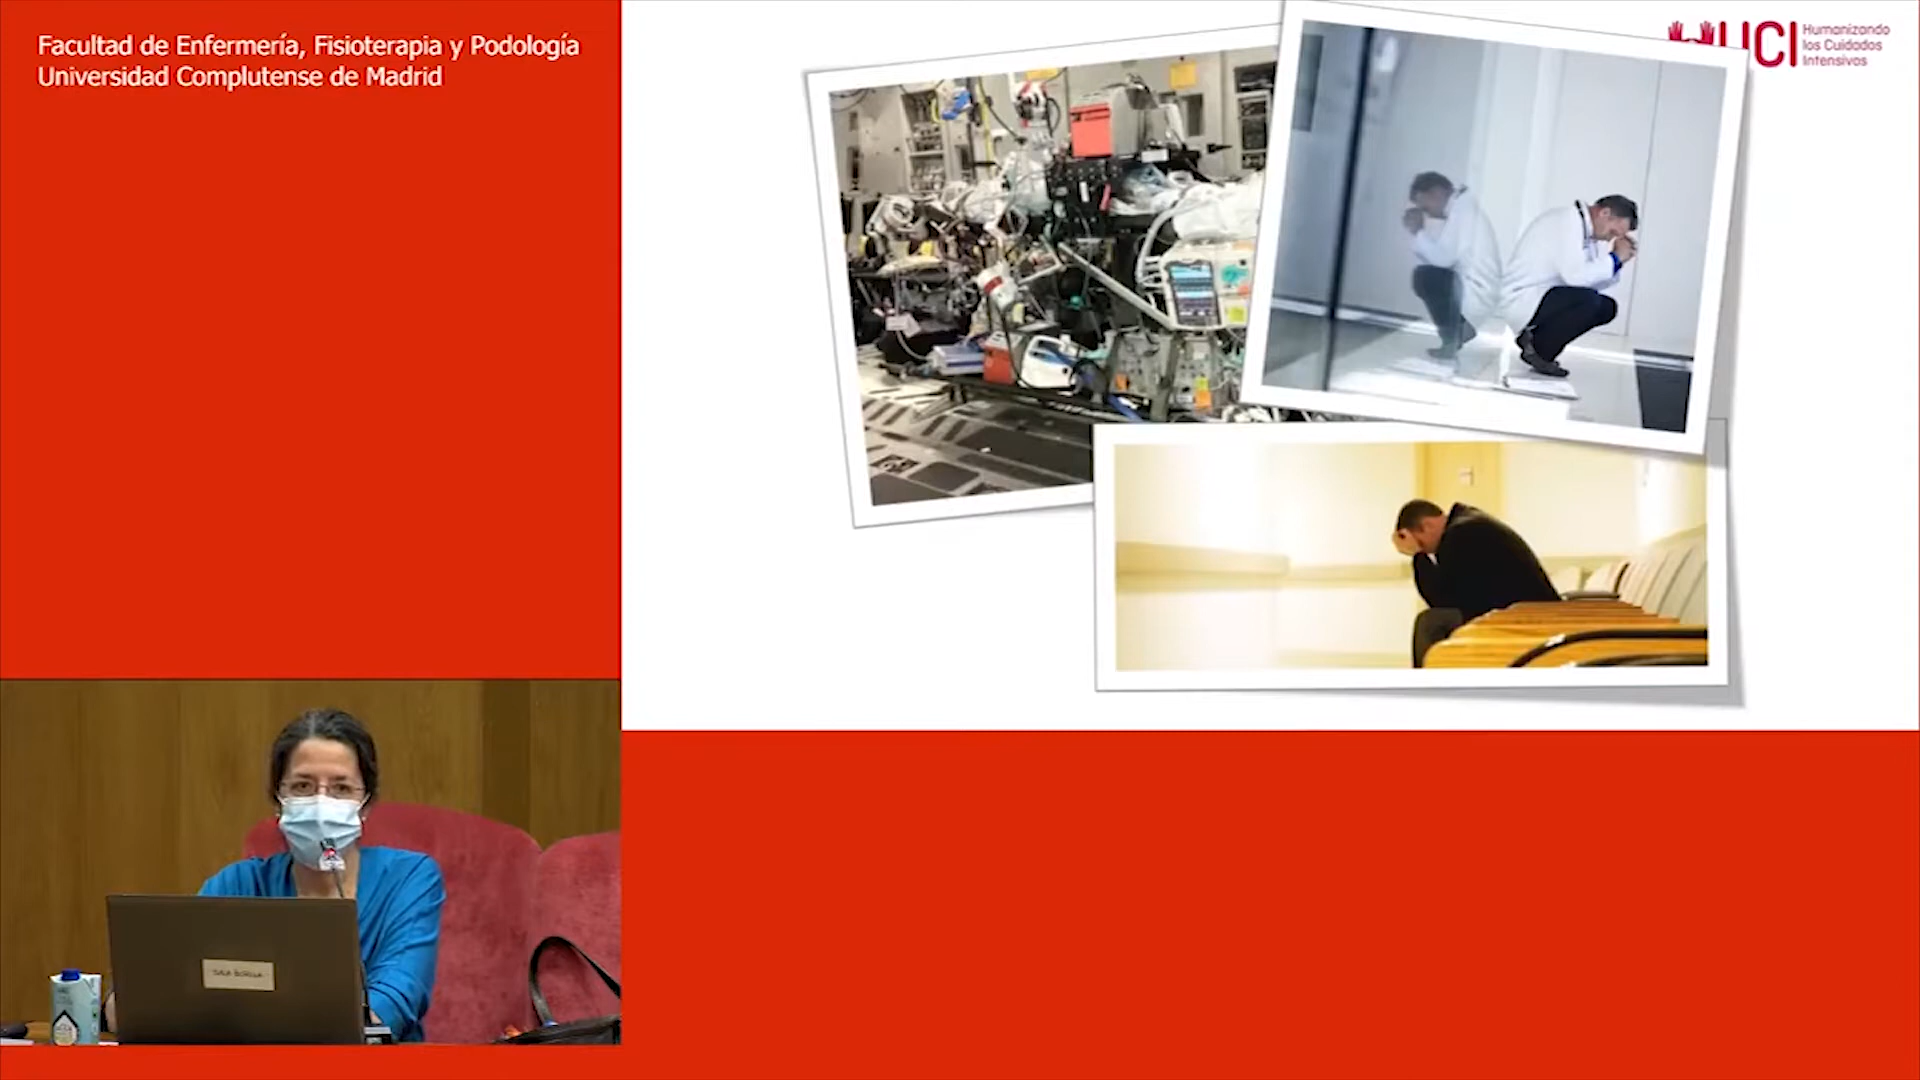 Facultad de Enfermería, Fisioterapia y Podología
Universidad Complutense de Madrid
UCI
Humanizando
los Cuidados
Intensivos